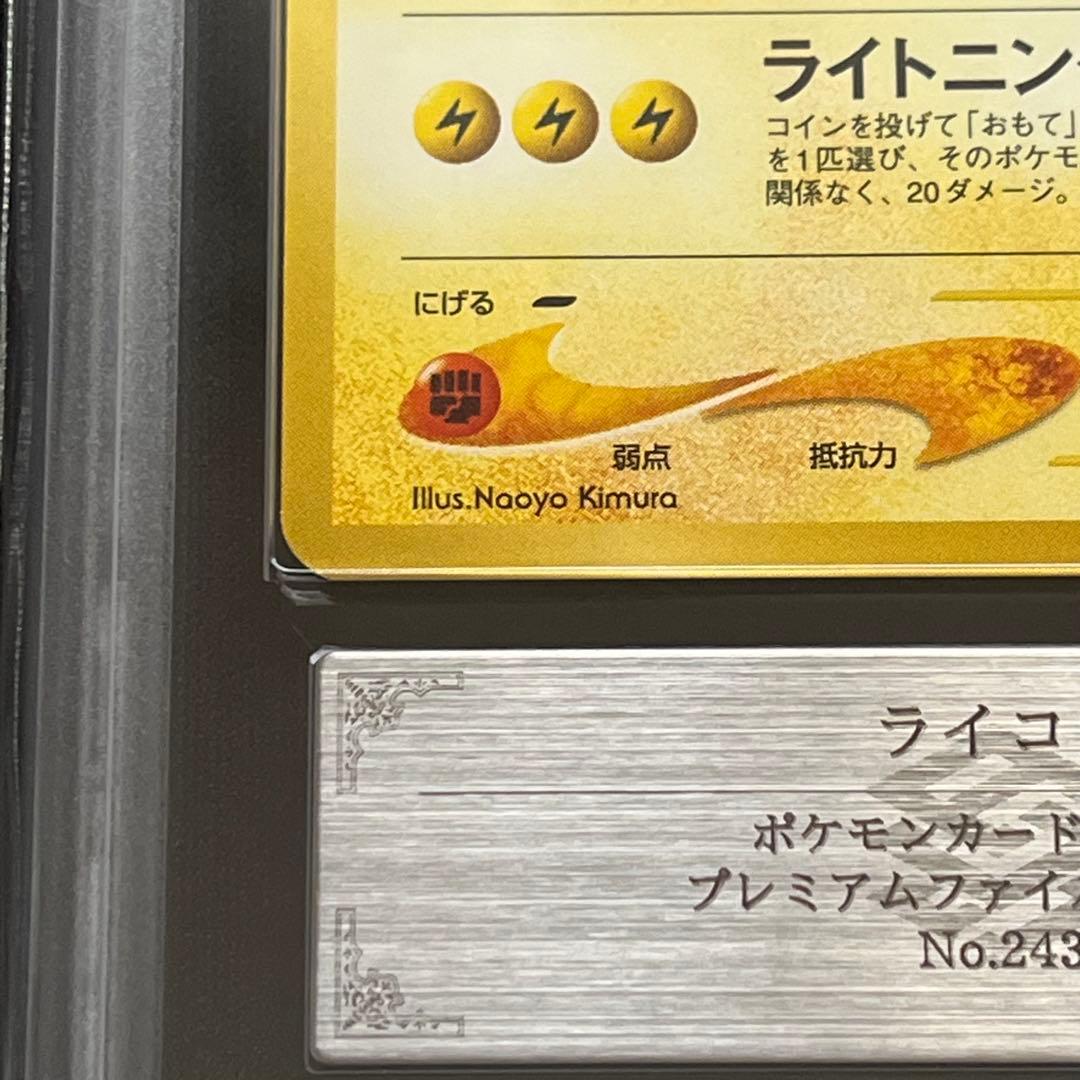 ライトニン
コインを投げて「おもて」
を1匹選び、そのポケモ
関係なく、20ダメージ。
にげる
弱点 抵抗力
Illus.Naoyo Kimura
ライコ
ポケモンカード
プレミアムファイ
No.243